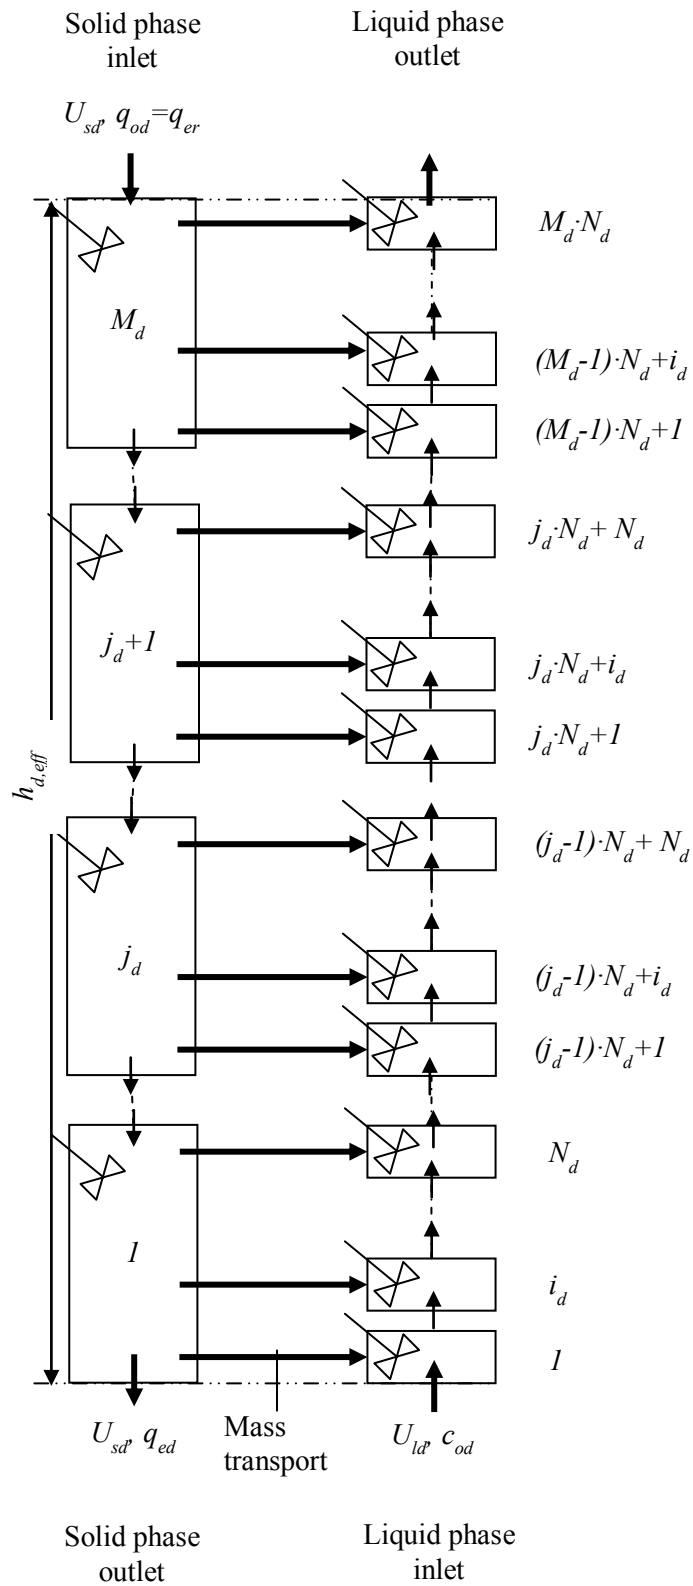 Solid phase
inlet
Liquid phase
outlet
U_sd, q_od=q_er
M_d·N_d
M_d
(M_d-1)·N_d+i_d
(M_d-1)·N_d+1
j_d·N_d+ N_d
j_d+1
j_d·N_d+i_d
j_d·N_d+1
h_d,eff
(j_d-1)·N_d+ N_d
j_d
(j_d-1)·N_d+i_d
(j_d-1)·N_d+1
N_d
1
i_d
1
U_sd, q_ed
Mass
transport
U_ld, c_od
Solid phase
outlet
Liquid phase
inlet